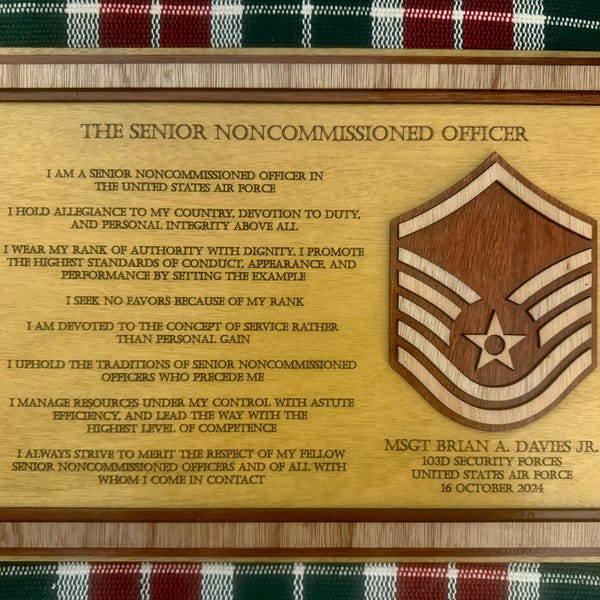 THE SENIOR NONCOMMISSIONED OFFICER
I AM A SENIOR NONCOMMISSIONED OFFICER IN
THE UNITED STATES AIR FORCE
I HOLD ALLEGIANCE TO MY COUNTRY, DEVOTION TO DUTY,
AND PERSONAL INTEGRITY ABOVE ALL
I WEAR MY RANK OF AUTHORITY WITH DIGNITY, I PROMOTE
THE HIGHEST STANDARDS OF CONDUCT, APPEARANCE, AND
PERFORMANCE BY SETTING THE EXAMPLE
I SEEK NO FAVORS BECAUSE OF MY RANK
I AM DEVOTED TO THE CONCEPT OF SERVICE RATHER
THAN PERSONAL GAIN
I UPHOLD THE TRADITIONS OF SENIOR NONCOMMISSIONED
OFFICERS WHO PRECEDE ME
I MANAGE RESOURCES UNDER MY CONTROL WITH ASTUTE
EFFICIENCY, AND LEAD THE WAY WITH THE
HIGHEST LEVEL OF COMPETENCE
I ALWAYS STRIVE TO MERIT THE RESPECT OF MY FELLOW
SENIOR NONCOMMISSIONED OFFICERS AND OF ALL WITH
WHOM I COME IN CONTACT
MSGT BRIAN A. DAVIES JR.
103D SECURITY FORCES
UNITED STATES AIR FORCE
16 OCTOBER 2024